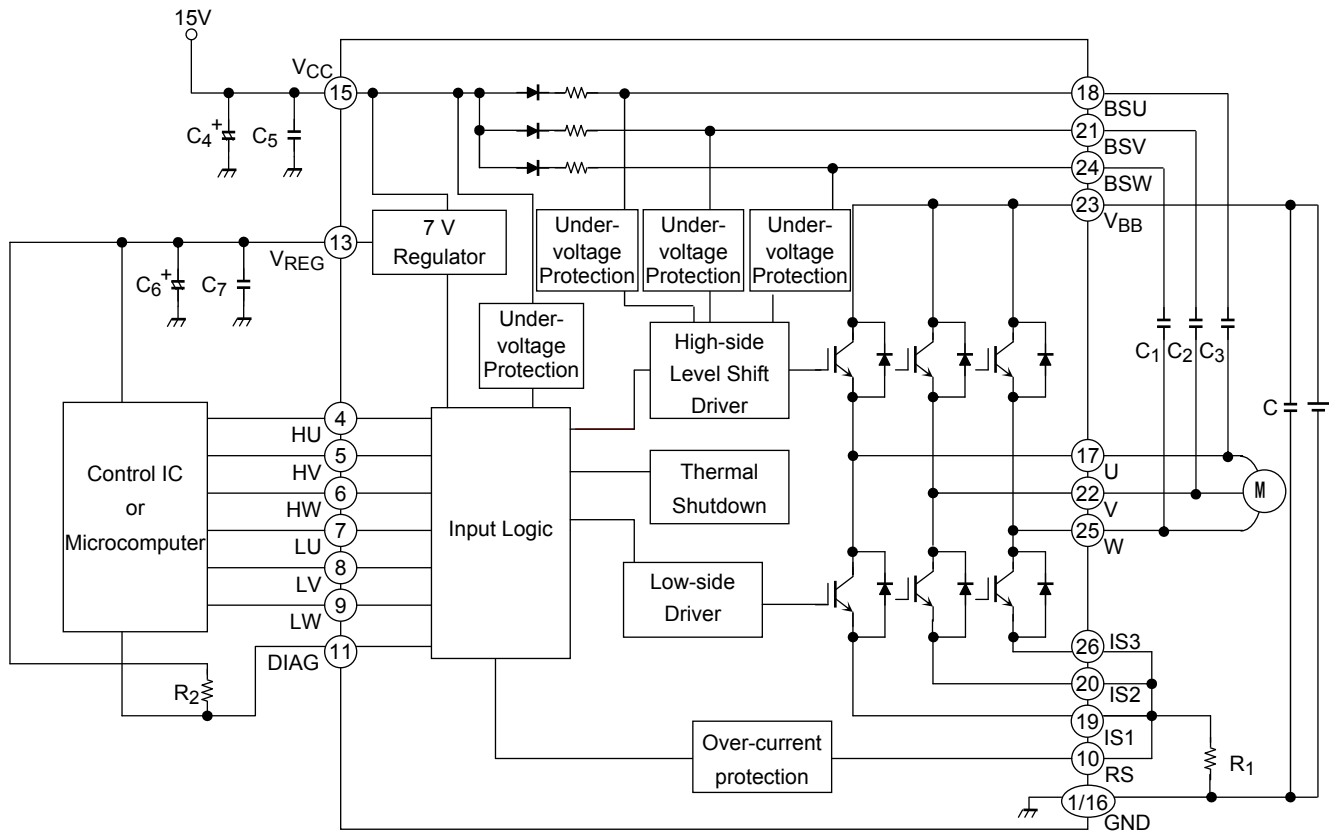 15V
VCC
15
C4
+
C5
18
BSU
21
BSV
24
BSW
23
VBB
7 V
Regulator
13
VREG
C6
+
C7
Under-
voltage
Protection
Under-
voltage
Protection
Under-
voltage
Protection
Under-
voltage
Protection
High-side
Level Shift
Driver
C1
C2
C3
C
Control IC
or
Microcomputer
4
HU
5
HV
6
HW
7
LU
8
LV
9
LW
11
DIAG
R2
Input Logic
Thermal
Shutdown
Low-side
Driver
17
U
22
V
25
W
M
26
IS3
20
IS2
19
IS1
Over-current
protection
10
RS
R1
1/16
GND